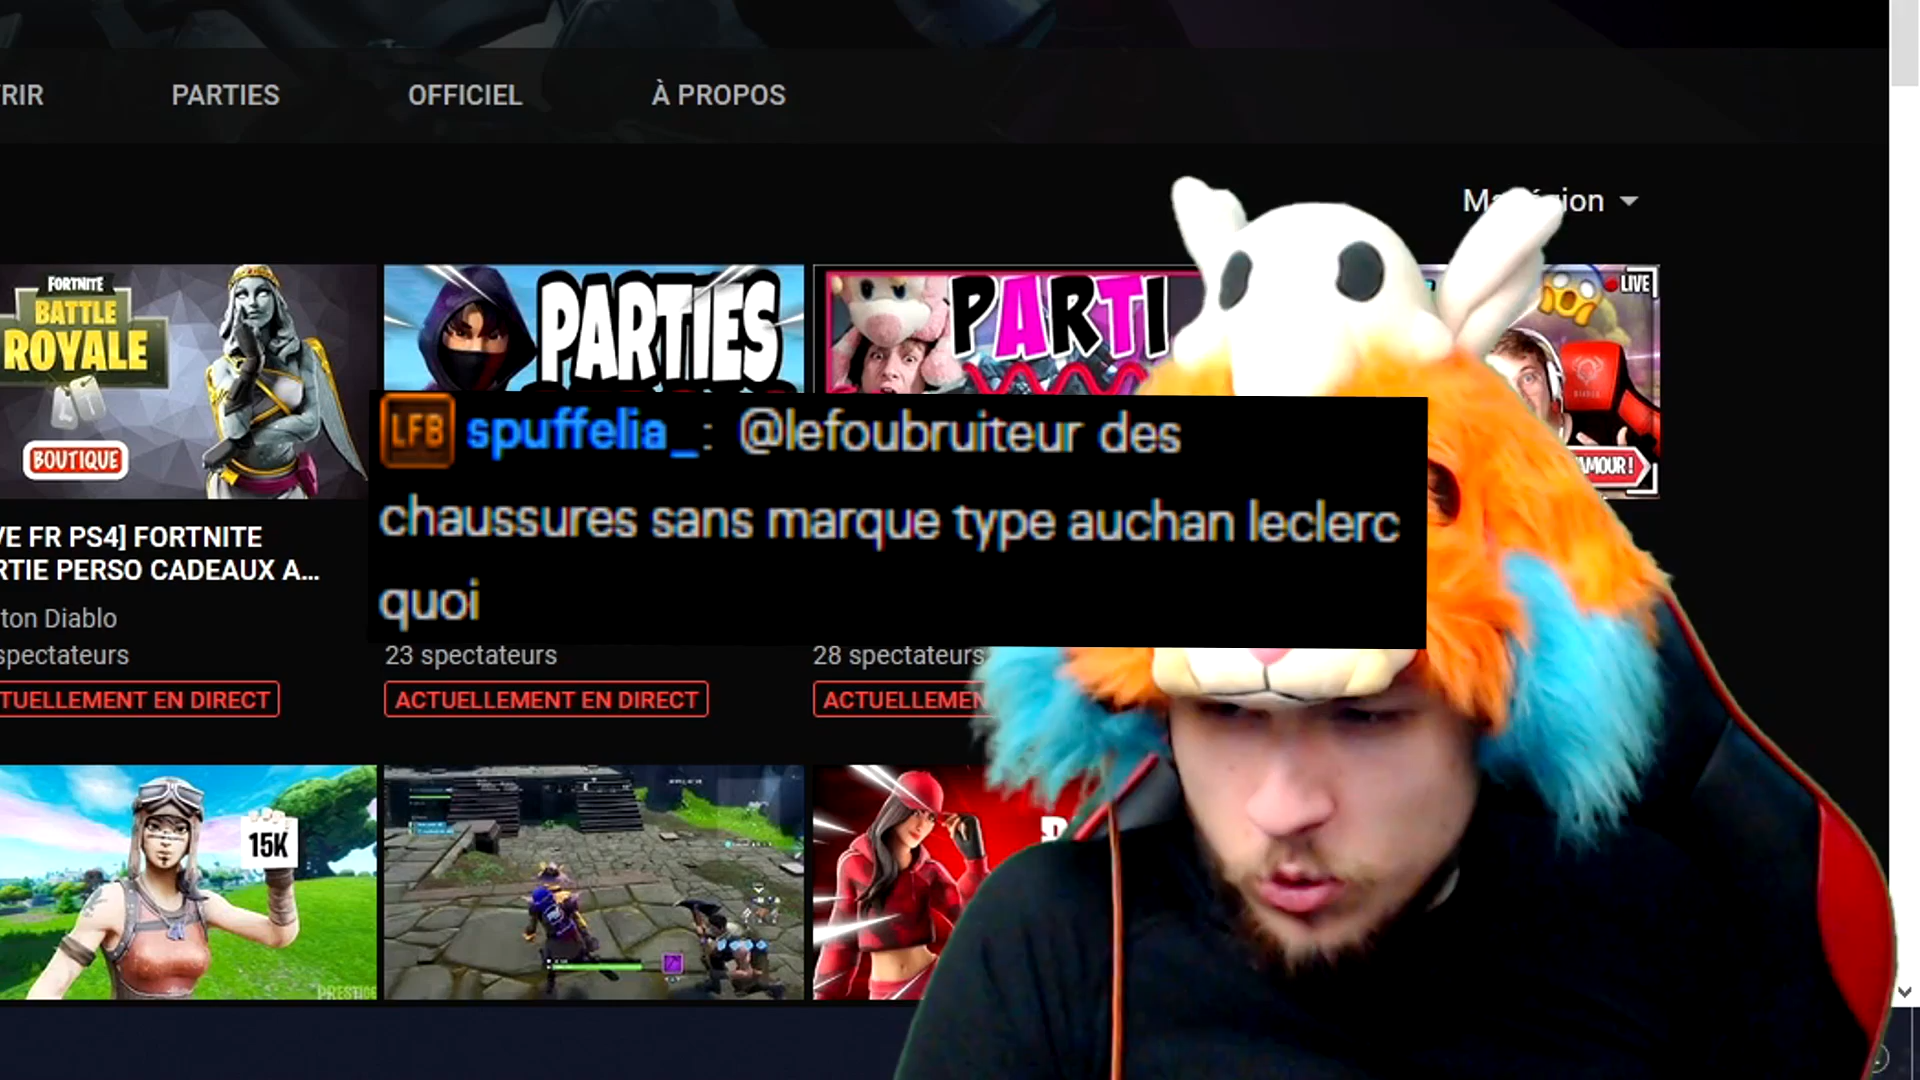 RIR PARTIES OFFICIEL À PROPOS
FORTNITE
BATTLE
ROYALE
BOUTIQUE
PARTIES
PARTI
LIVE
AMOUR !
LFB spuffelia_: @lefoubruiteur des
chaussures sans marque type auchan leclerc
quoi
VE FR PS4] FORTNITE
RTIE PERSO CADEAUX A...
ton Diablo
spectateurs
TUELLEMENT EN DIRECT
23 spectateurs
ACTUELLEMENT EN DIRECT
28 spectateurs
ACTUELLEMEN
15K
PRESTIGE